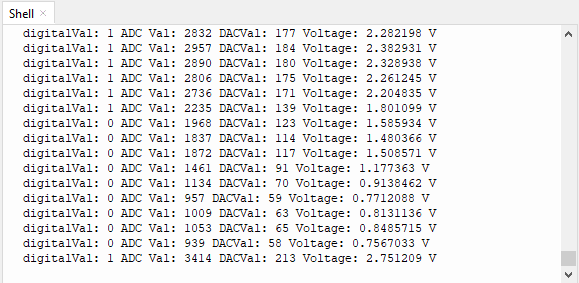 Shell ×
digitalVal: 1 ADC Val: 2832 DACVal: 177 Voltage: 2.282198 V
digitalVal: 1 ADC Val: 2957 DACVal: 184 Voltage: 2.382931 V
digitalVal: 1 ADC Val: 2890 DACVal: 180 Voltage: 2.328938 V
digitalVal: 1 ADC Val: 2806 DACVal: 175 Voltage: 2.261245 V
digitalVal: 1 ADC Val: 2736 DACVal: 171 Voltage: 2.204835 V
digitalVal: 1 ADC Val: 2235 DACVal: 139 Voltage: 1.801099 V
digitalVal: 0 ADC Val: 1968 DACVal: 123 Voltage: 1.585934 V
digitalVal: 0 ADC Val: 1837 DACVal: 114 Voltage: 1.480366 V
digitalVal: 0 ADC Val: 1872 DACVal: 117 Voltage: 1.508571 V
digitalVal: 0 ADC Val: 1461 DACVal: 91 Voltage: 1.177363 V
digitalVal: 0 ADC Val: 1134 DACVal: 70 Voltage: 0.9138462 V
digitalVal: 0 ADC Val: 957 DACVal: 59 Voltage: 0.7712088 V
digitalVal: 0 ADC Val: 1009 DACVal: 63 Voltage: 0.8131136 V
digitalVal: 0 ADC Val: 1053 DACVal: 65 Voltage: 0.8485715 V
digitalVal: 0 ADC Val: 939 DACVal: 58 Voltage: 0.7567033 V
digitalVal: 1 ADC Val: 3414 DACVal: 213 Voltage: 2.751209 V